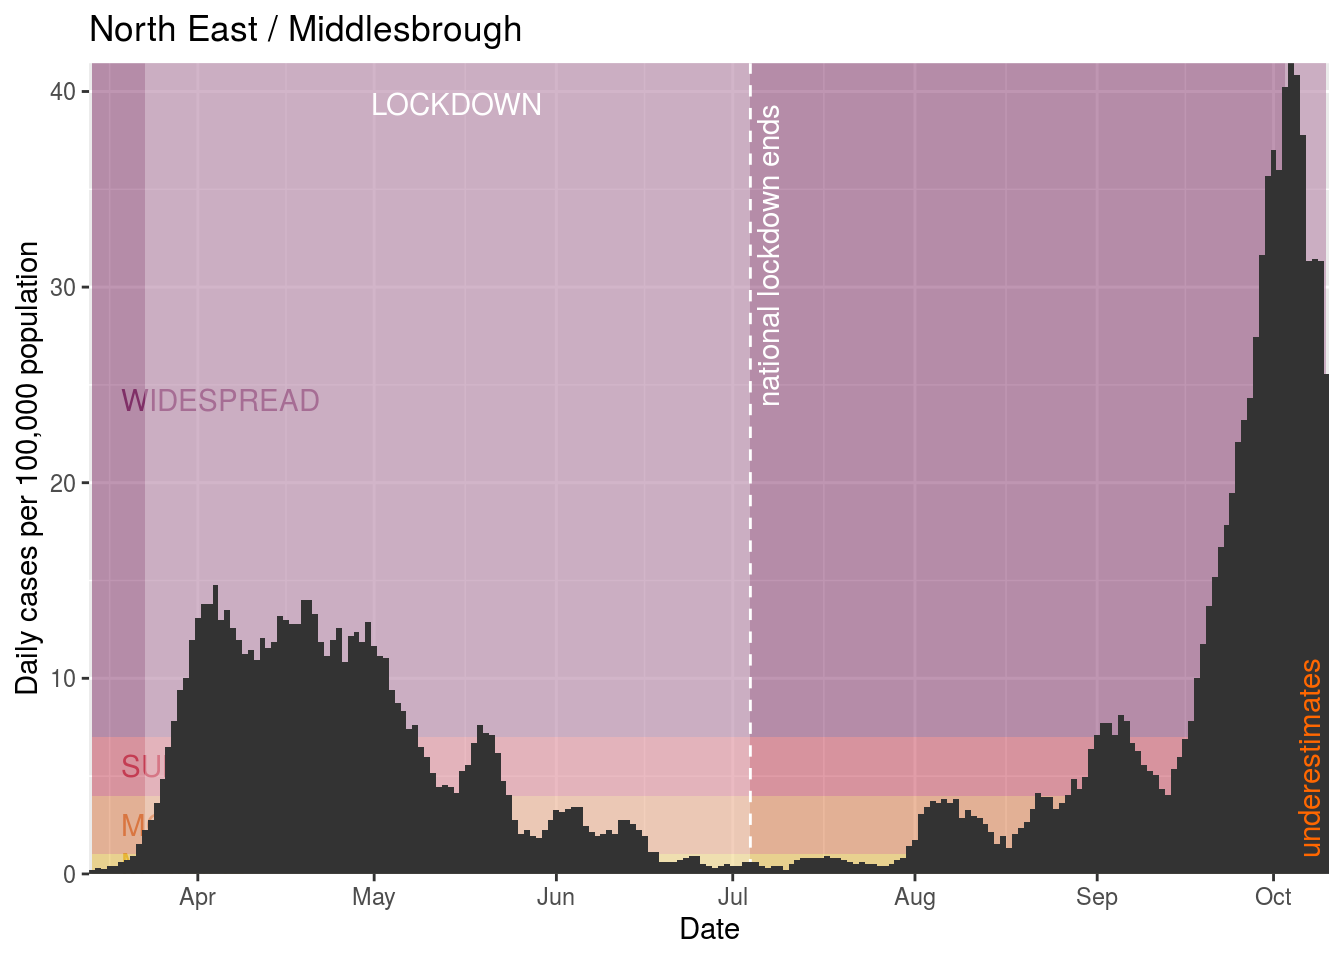 North East / Middlesbrough
Daily cases per 100,000 population
40
30
20
10
0
LOCKDOWN
national lockdown ends
WIDESPREAD
SU
underestimates
Apr
May
Jun
Jul
Aug
Sep
Oct
Date